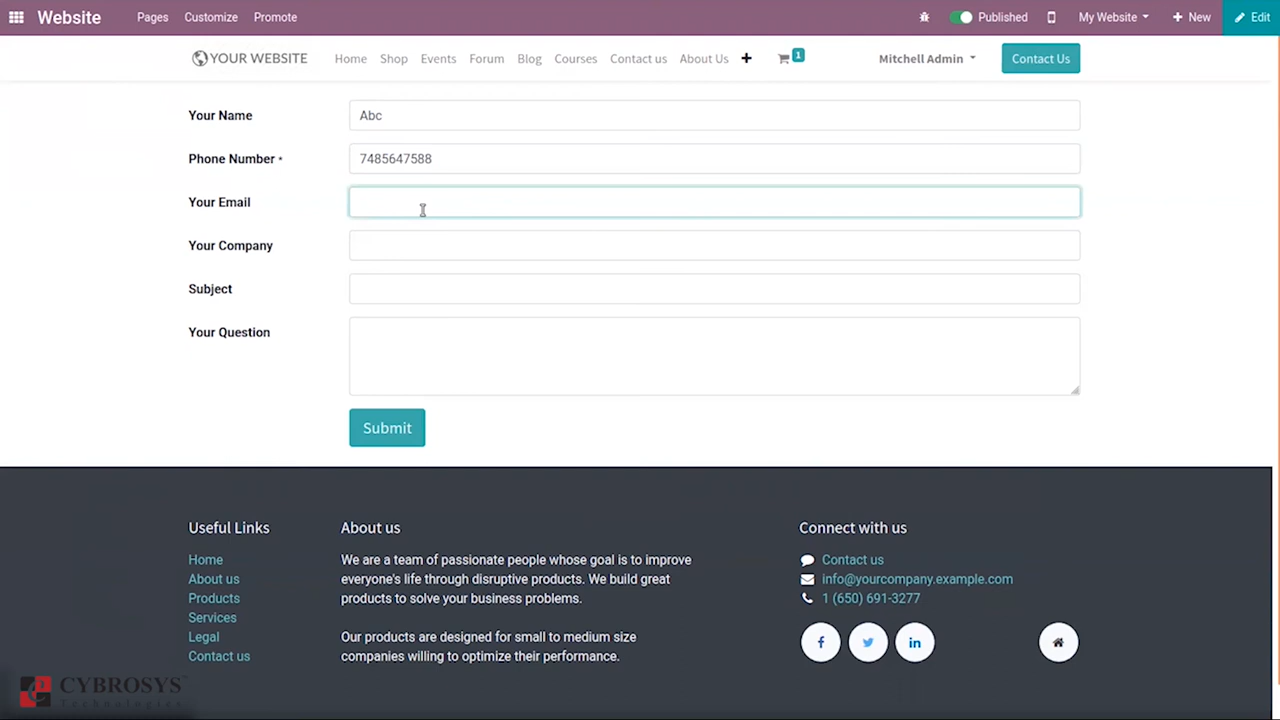 Website Pages Customize Promote Published My Website New Edit
YOUR WEBSITE Home Shop Events Forum Blog Courses Contact us About Us 1 Mitchell Admin Contact Us
Your Name Abc
Phone Number * 7485647588
Your Email
Your Company
Subject
Your Question
Submit
Useful Links
Home
About us
Products
Services
Legal
Contact us
About us
We are a team of passionate people whose goal is to improve
everyone's life through disruptive products. We build great
products to solve your business problems.
Our products are designed for small to medium size
companies willing to optimize their performance.
Connect with us
Contact us
info@yourcompany.example.com
1 (650) 691-3277
CYBROSYS
Technologies